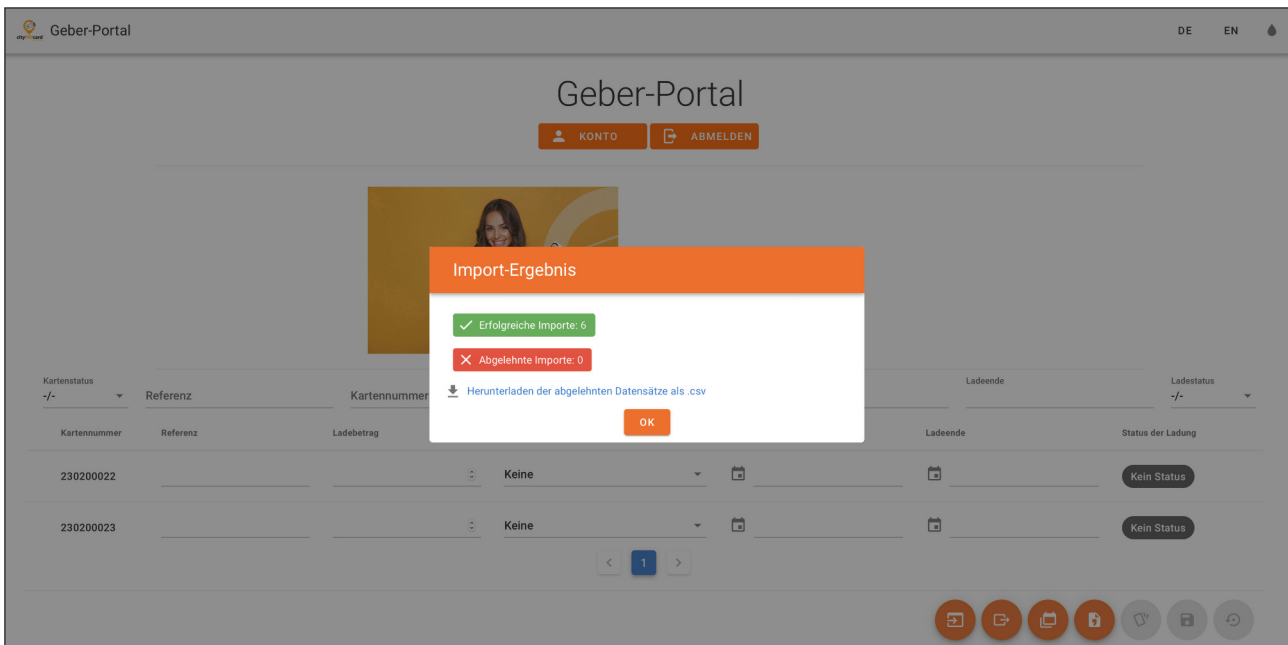 Geber-Portal
DE EN
Geber-Portal
KONTO ABMELDEN
Import-Ergebnis
Erfolgreiche Importe: 6
Abgelehnte Importe: 0
Herunterladen der abgelehnten Datensätze als .csv
OK
Kartenstatus Ladeende Ladestatus
-/- Referenz Kartennummer -/-
Kartennummer Referenz Ladebetrag Ladeende Status der Ladung
230200022 Keine Kein Status
230200023 Keine Kein Status
< 1 >